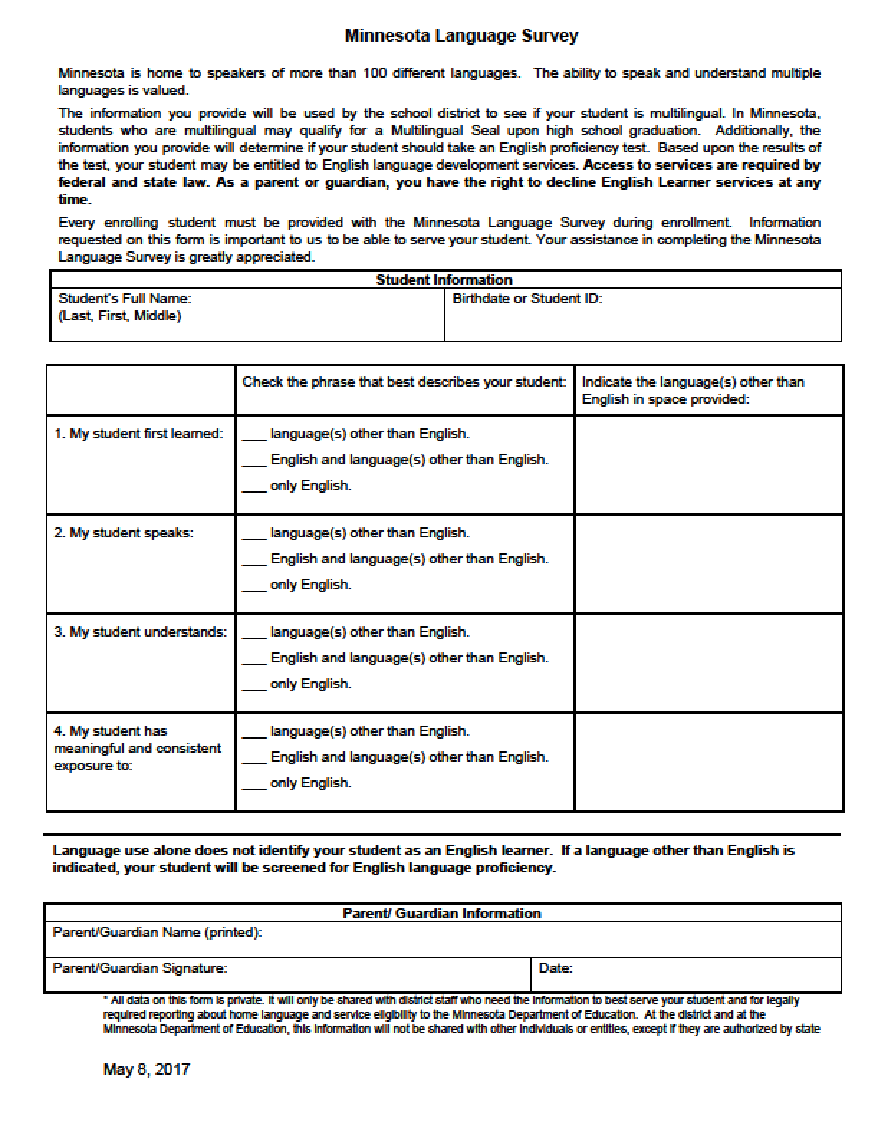 Minnesota Language Survey
Minnesota is home to speakers of more than 100 different languages. The ability to speak and understand multiple
languages is valued.
The information you provide will be used by the school district to see if your student is multilingual. In Minnesota,
students who are multilingual may qualify for a Multilingual Seal upon high school graduation. Additionally, the
information you provide will determine if your student should take an English proficiency test. Based upon the results of
the test, your student may be entitled to English language development services. Access to services are required by
federal and state law. As a parent or guardian, you have the right to decline English Learner services at any
time.
Every enrolling student must be provided with the Minnesota Language Survey during enrollment. Information
requested on this form is important to us to be able to serve your student. Your assistance in completing the Minnesota
Language Survey is greatly appreciated.
Student Information
Student's Full Name:
(Last, First, Middle)
Birthdate or Student ID:
Check the phrase that best describes your student:
Indicate the language(s) other than
English in space provided:
1. My student first learned:
___ language(s) other than English.
___ English and language(s) other than English.
___ only English.
2. My student speaks:
___ language(s) other than English.
___ English and language(s) other than English.
___ only English.
3. My student understands:
___ language(s) other than English.
___ English and language(s) other than English.
___ only English.
4. My student has
meaningful and consistent
exposure to:
___ language(s) other than English.
___ English and language(s) other than English.
___ only English.
Language use alone does not identify your student as an English learner. If a language other than English is
indicated, your student will be screened for English language proficiency.
Parent/ Guardian Information
Parent/Guardian Name (printed):
Parent/Guardian Signature:
Date:
* All data on this form is private. It will only be shared with district staff who need the information to best serve your student and for legally
required reporting about home language and service eligibility to the Minnesota Department of Education. At the district and at the
Minnesota Department of Education, this information will not be shared with other individuals or entities, except if they are authorized by state
May 8, 2017